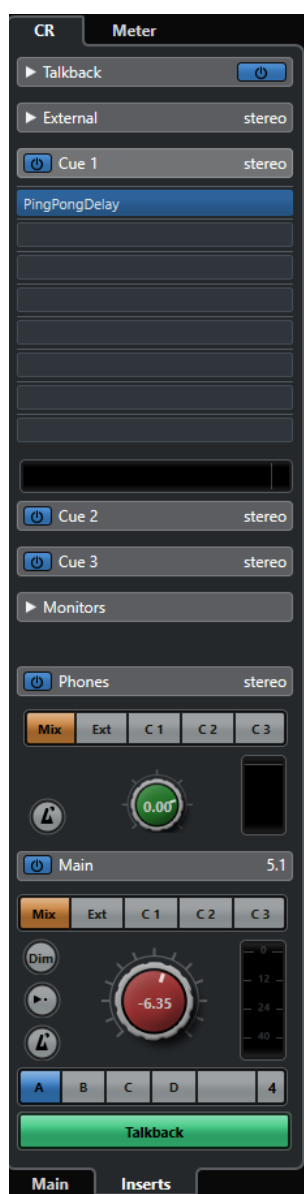 CR Meter
Talkback
External stereo
Cue 1 stereo
PingPongDelay
Cue 2 stereo
Cue 3 stereo
Monitors
Phones stereo
Mix Ext C 1 C 2 C 3
0.00
Main 5.1
Mix Ext C 1 C 2 C 3
Dim
0
12
-6.35
24
40
A B C D 4
Talkback
Main Inserts